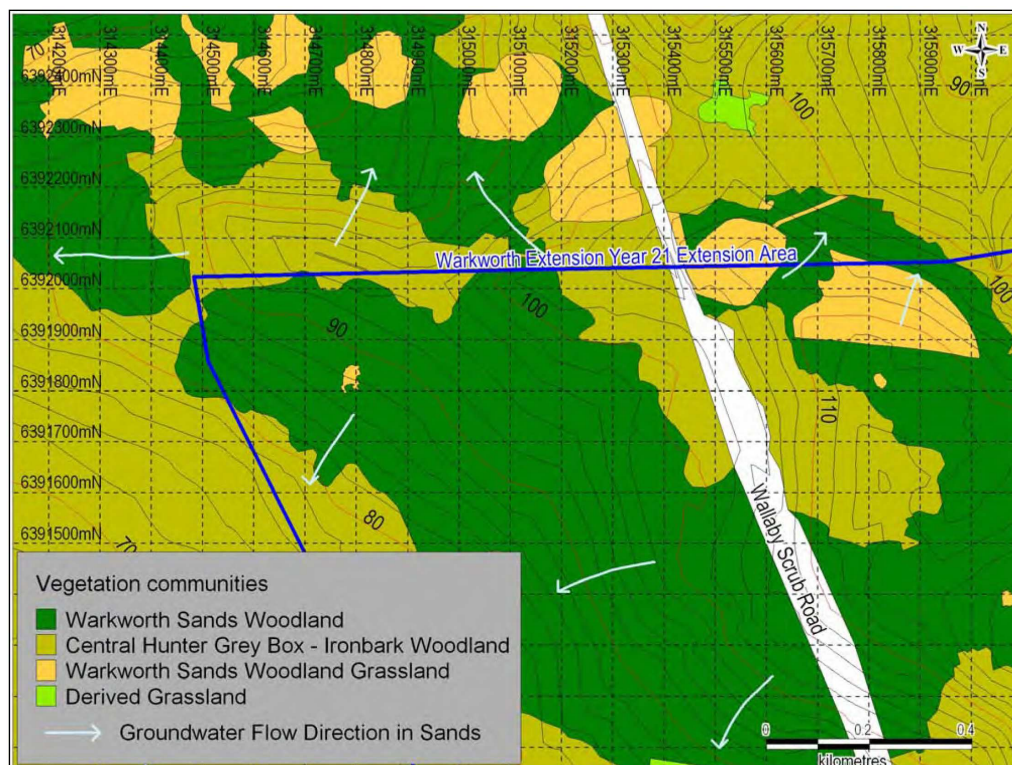 N
W E
S
314200mE
314300mE
314400mE
314500mE
314600mE
314700mE
314800mE
314900mE
315000mE
315100mE
315200mE
315300mE
315400mE
315500mE
315600mE
315700mE
315800mE
315900mE
6392400mN
6392300mN
6392200mN
6392100mN
6392000mN
6391900mN
6391800mN
6391700mN
6391600mN
6391500mN
70
100
90
Warkworth Extension Year 21 Extension Area
100
100
90
110
80
70
Wallaby Scrub Road
Vegetation communities
Warkworth Sands Woodland
Central Hunter Grey Box - Ironbark Woodland
Warkworth Sands Woodland Grassland
Derived Grassland
Groundwater Flow Direction in Sands
0 0.2 0.4
kilometres